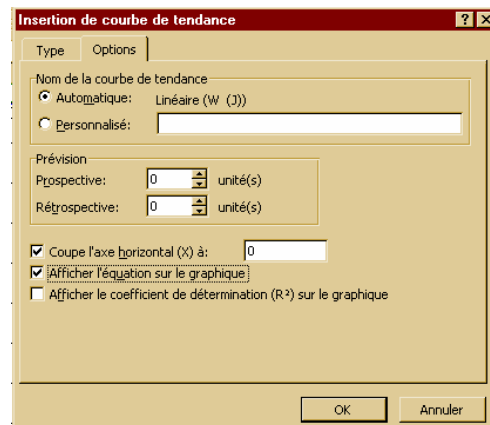 Insertion de courbe de tendance
Type Options
Nom de la courbe de tendance
Automatique: Linéaire (W (J))
Personnalisé:
Prévision
Prospective: 0 unité(s)
Rétrospective: 0 unité(s)
Coupe l'axe horizontal (X) à: 0
Afficher l'équation sur le graphique
Afficher le coefficient de détermination (R²) sur le graphique
OK Annuler